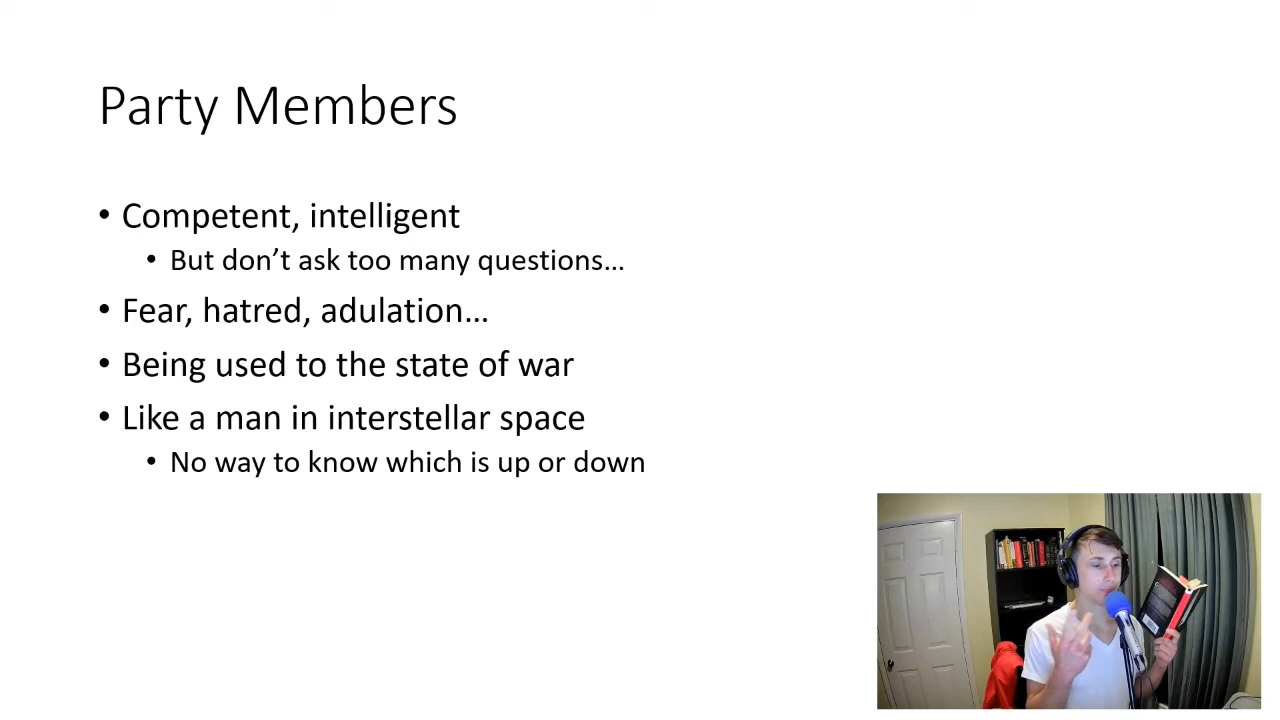 Party Members
• Competent, intelligent
• But don’t ask too many questions…
• Fear, hatred, adulation…
• Being used to the state of war
• Like a man in interstellar space
• No way to know which is up or down